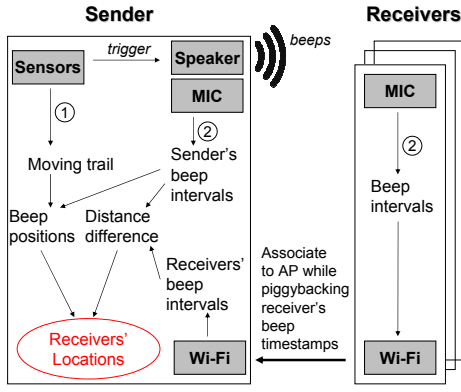 Sender
Receivers
Sensors
trigger
Speaker
beeps
MIC
MIC
1
2
2
Moving trail
Sender's
beep
intervals
Beep
intervals
Beep
positions
Distance
difference
Receivers'
beep
intervals
Associate
to AP while
piggybacking
receiver's
beep
timestamps
Receivers'
Locations
Wi-Fi
Wi-Fi